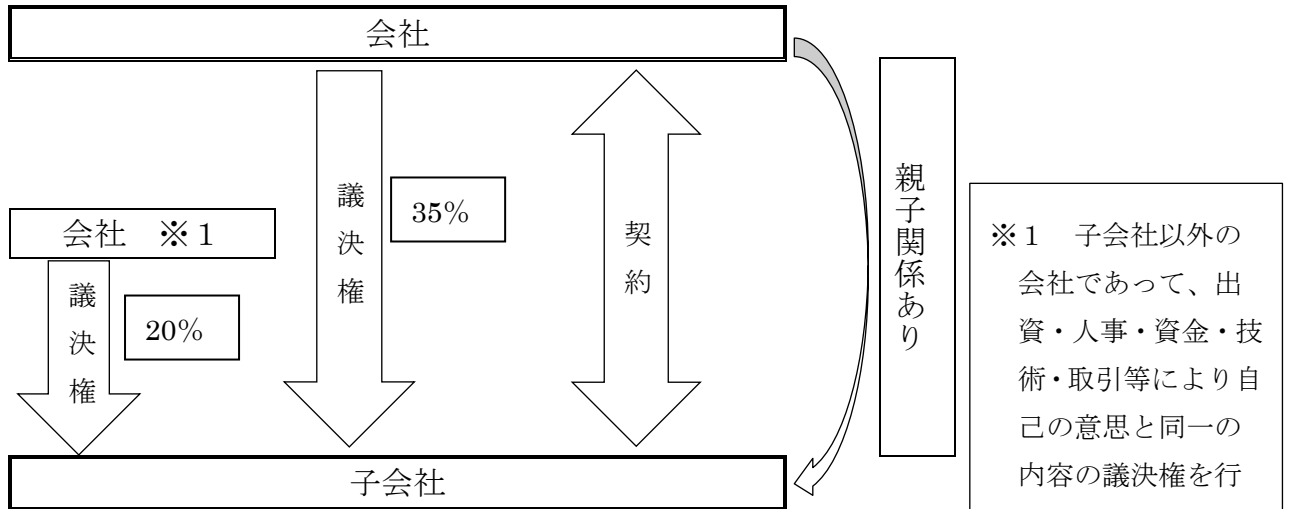 会社
会社 ※１
議決権
20%
議決権
35%
契約
親子関係あり
※１ 子会社以外の
会社であって、出
資・人事・資金・技
術・取引等により自
己の意思と同一の
内容の議決権を行
子会社